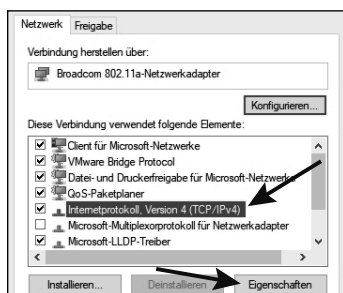 Netzwerk Freigabe
Verbindung herstellen über:
Broadcom 802.11a-Netzwerkadapter
Konfigurieren...
Diese Verbindung verwendet folgende Elemente:
Client für Microsoft-Netzwerke
VMware Bridge Protocol
Datei- und Druckerfreigabe für Microsoft-Netzwerke
QoS-Paketplaner
Internetprotokoll, Version 4 (TCP/IPv4)
Microsoft-Multiplexorprotokoll für Netzwerkadapter
Microsoft-LLDP-Treiber
Installieren... Deinstallieren Eigenschaften